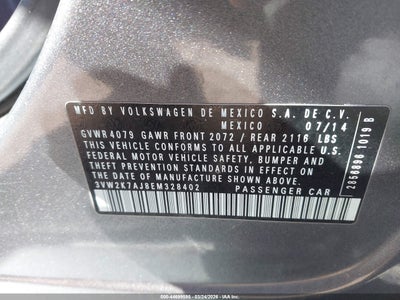 MFD BY VOLKSWAGEN DE MEXICO S.A. DE C.V.
MEXICO 07/14
GVWR 4079 GAWR FRONT 2072 / REAR 2116 LBS
THIS VEHICLE CONFORMS TO ALL APPLICABLE U.S.
FEDERAL MOTOR VEHICLE SAFETY, BUMPER AND
THEFT PREVENTION STANDARDS IN EFFECT ON
THE DATE OF MANUFACTURE SHOWN ABOVE.
3VW2K7AJ8EM328402 PASSENGER CAR
2856896 1019 B